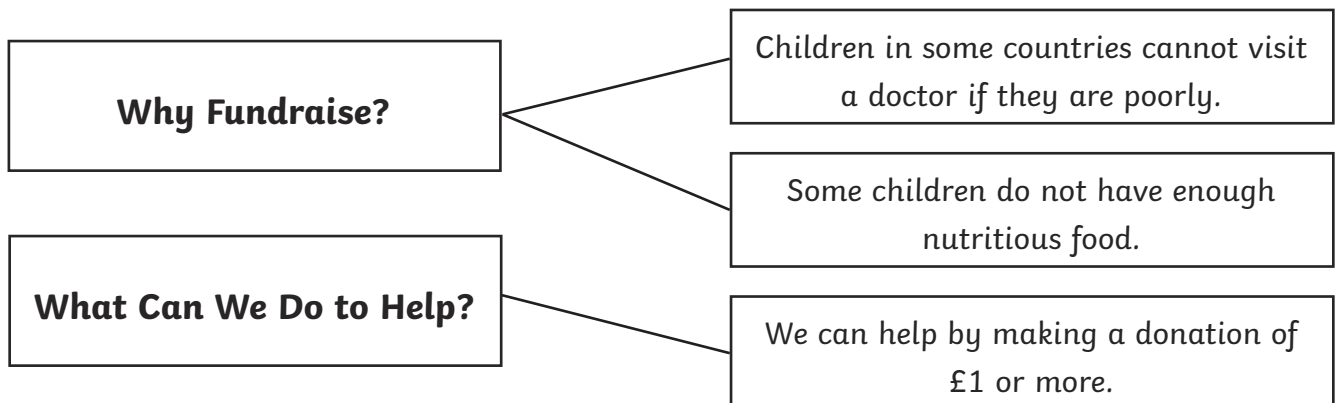 Why Fundraise?
Children in some countries cannot visit
a doctor if they are poorly.
Some children do not have enough
nutritious food.
What Can We Do to Help?
We can help by making a donation of
£1 or more.